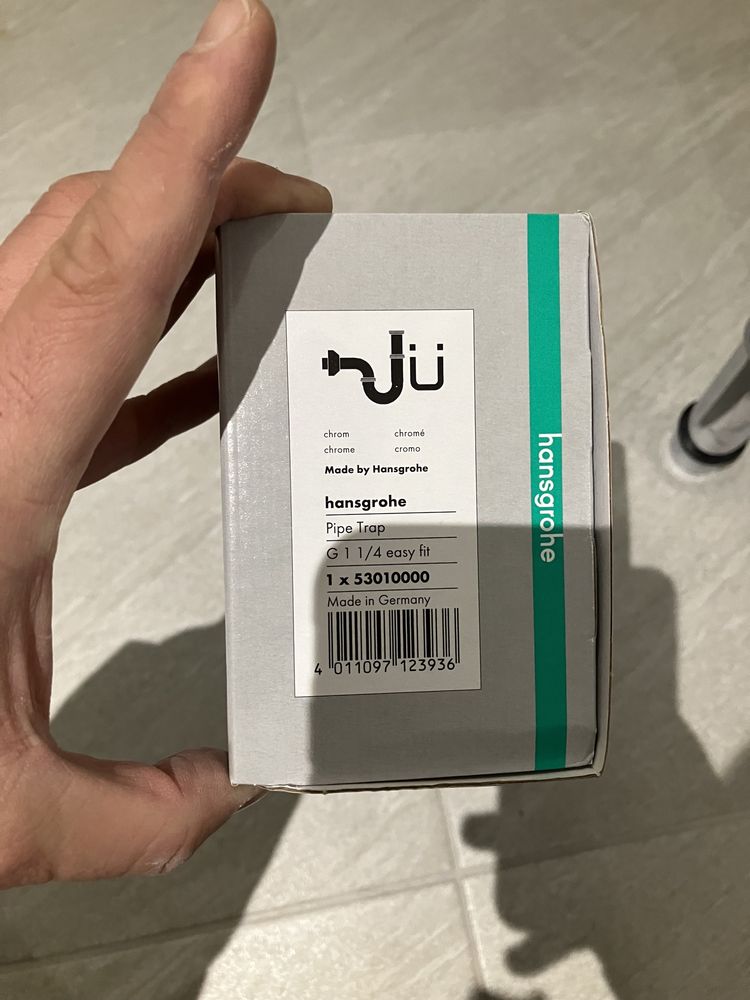 chrom chromé
chrome cromo
Made by Hansgrohe
hansgrohe
Pipe Trap
G 1 1/4 easy fit
1 x 53010000
Made in Germany
4 011097 123936
hansgrohe